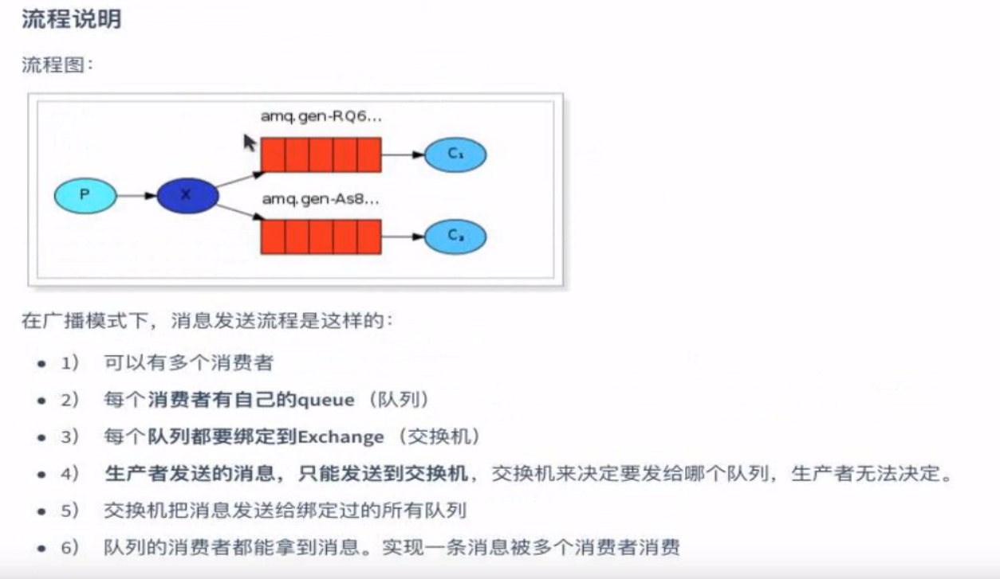 流程说明
流程图：
amq.gen-RQ6...
C₁
P
X
amq.gen-As8...
C₂
在广播模式下，消息发送流程是这样的：
• 1） 可以有多个消费者
• 2） 每个消费者有自己的queue（队列）
• 3） 每个队列都要绑定到Exchange（交换机）
• 4） 生产者发送的消息，只能发送到交换机，交换机来决定要发给哪个队列，生产者无法决定。
• 5） 交换机把消息发送给绑定过的所有队列
• 6） 队列的消费者都能拿到消息。实现一条消息被多个消费者消费